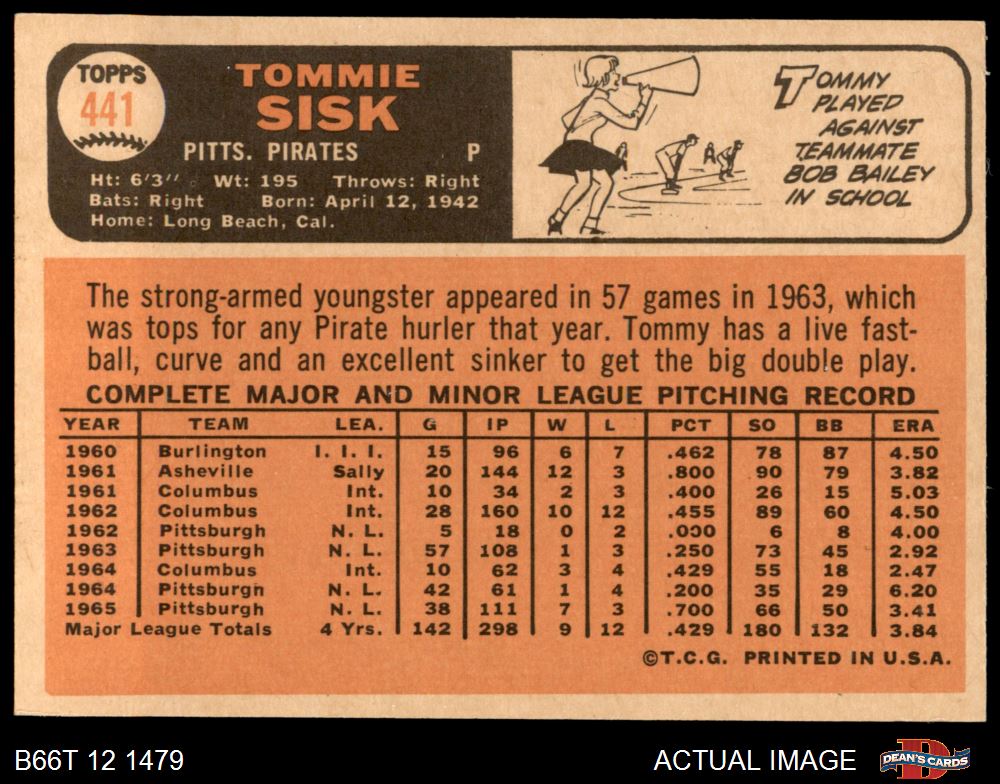 TOPPS
441
TOMMIE
SISK
PITTS. PIRATES P
Ht: 6'3" Wt: 195 Throws: Right
Bats: Right Born: April 12, 1942
Home: Long Beach, Cal.
TOMMY
PLAYED
AGAINST
TEAMMATE
BOB BAILEY
IN SCHOOL
The strong-armed youngster appeared in 57 games in 1963, which
was tops for any Pirate hurler that year. Tommy has a live fast-
ball, curve and an excellent sinker to get the big double play.
COMPLETE MAJOR AND MINOR LEAGUE PITCHING RECORD
YEAR TEAM LEA. G IP W L PCT SO BB ERA
1960 Burlington I. I. I. 15 96 6 7 .462 78 87 4.50
1961 Asheville Sally 20 144 12 3 .800 90 79 3.82
1961 Columbus Int. 10 34 2 3 .400 26 15 5.03
1962 Columbus Int. 28 160 10 12 .455 89 60 4.50
1962 Pittsburgh N. L. 5 18 0 2 .000 6 8 4.00
1963 Pittsburgh N. L. 57 108 1 3 .250 73 45 2.92
1964 Columbus Int. 10 62 3 4 .429 55 18 2.47
1964 Pittsburgh N. L. 42 61 1 4 .200 35 29 6.20
1965 Pittsburgh N. L. 38 111 7 3 .700 66 50 3.41
Major League Totals 4 Yrs. 142 298 9 12 .429 180 132 3.84
©T.C.G. PRINTED IN U.S.A.
B66T 12 1479
ACTUAL IMAGE
DEAN'S CARDS